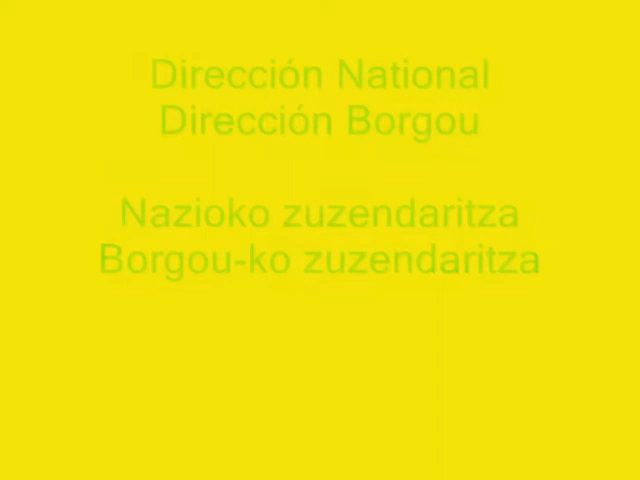 Dirección National
Dirección Borgou
Nazioko zuzendaritza
Borgou-ko zuzendaritza